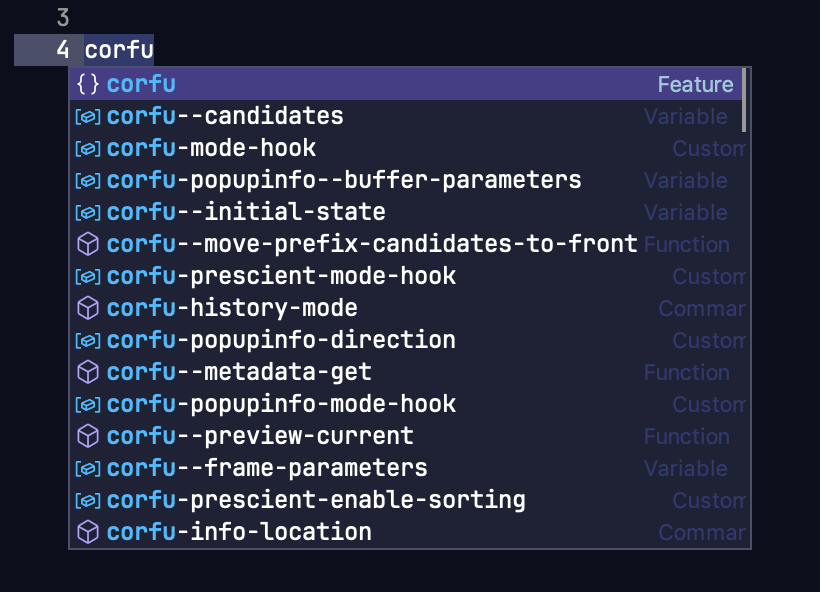 3
4 corfu
{} corfu Feature
corfu--candidates Variable
corfu-mode-hook Custom
corfu-popupinfo--buffer-parameters Variable
corfu--initial-state Variable
corfu--move-prefix-candidates-to-front Function
corfu-prescient-mode-hook Custom
corfu-history-mode Commar
corfu-popupinfo-direction Custom
corfu--metadata-get Function
corfu-popupinfo-mode-hook Custom
corfu--preview-current Function
corfu--frame-parameters Variable
corfu-prescient-enable-sorting Custom
corfu-info-location Commar